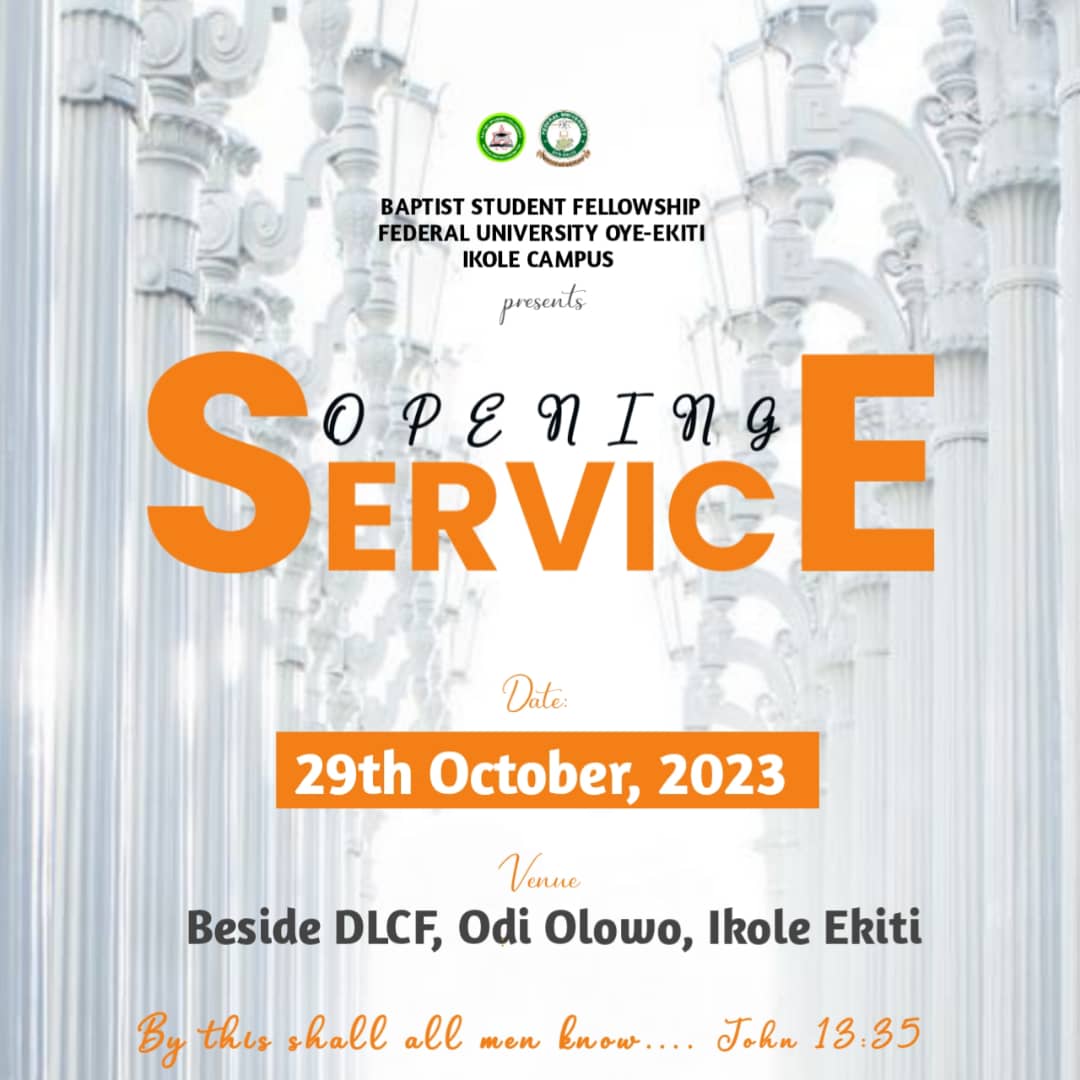 BAPTIST STUDENT FELLOWSHIP
FEDERAL UNIVERSITY OYE-EKITI
IKOLE CAMPUS
presents
OPENING
SERVICE
Date:
29th October, 2023
Venue
Beside DLCF, Odi Olowo, Ikole Ekiti
By this shall all men know.... John 13:35